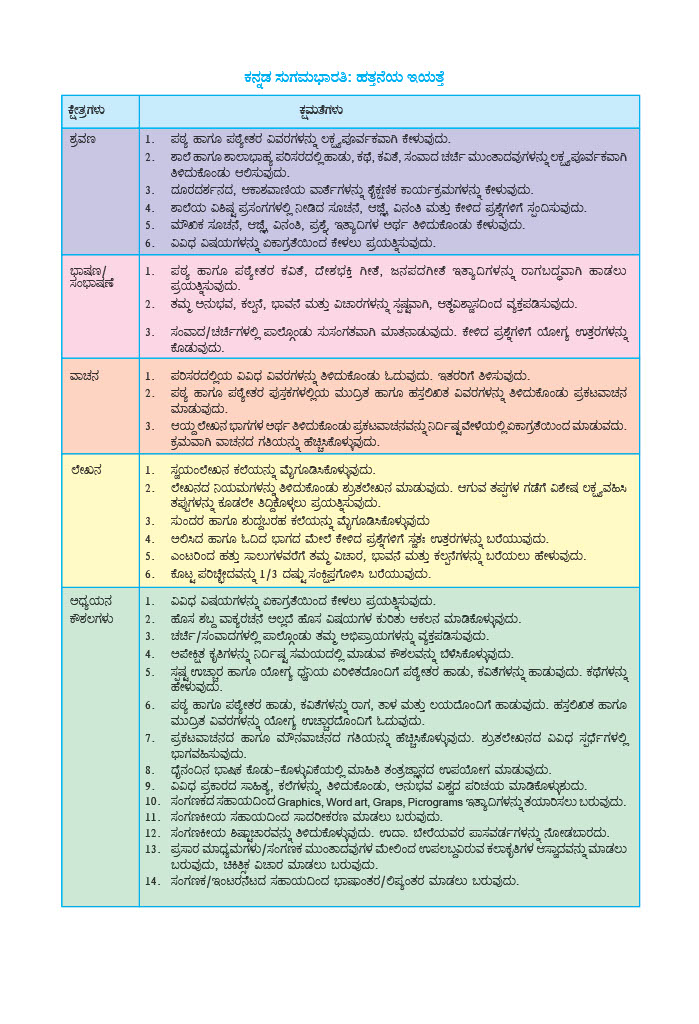 ಕನ್ನಡ ಸುಗಮಭಾರತಿ: ಹತ್ತನೆಯ ಇಯತ್ತೆ
ಕ್ಷೇತ್ರಗಳು ಕ್ಷಮತೆಗಳು
ಶ್ರವಣ 1. ಪಠ್ಯ ಹಾಗೂ ಪಠ್ಯೇತರ ವಿವರಗಳನ್ನು ಲಕ್ಷ್ಯಪೂರ್ವಕವಾಗಿ ಕೇಳುವುದು.
2. ಶಾಲೆ ಹಾಗೂ ಶಾಲಾಭಾಹ್ಯ ಪರಿಸರದಲ್ಲಿ ಹಾಡು, ಕಥೆ, ಕವಿತೆ, ಸಂವಾದ ಚರ್ಚೆ ಮುಂತಾದವುಗಳನ್ನು ಲಕ್ಷ್ಯಪೂರ್ವಕವಾಗಿ
ತಿಳಿದುಕೊಂಡು ಆಲಿಸುವುದು.
3. ದೂರದರ್ಶನದ, ಆಕಾಶವಾಣಿಯ ವಾರ್ತೆಗಳನ್ನು ಶೈಕ್ಷಣಿಕ ಕಾರ್ಯಕ್ರಮಗಳನ್ನು ಕೇಳುವುದು.
4. ಶಾಲೆಯ ವಿಶಿಷ್ಟ ಪ್ರಸಂಗಗಳಲ್ಲಿ ನೀಡಿದ ಸೂಚನೆ, ಆಜ್ಞೆ, ವಿನಂತಿ ಮತ್ತು ಕೇಳಿದ ಪ್ರಶ್ನೆಗಳಿಗೆ ಸ್ಪಂದಿಸುವುದು.
5. ಮೌಖಿಕ ಸೂಚನೆ, ಆಜ್ಞೆ, ವಿನಂತಿ, ಪ್ರಶ್ನೆ, ಇತ್ಯಾದಿಗಳ ಅರ್ಥ ತಿಳಿದುಕೊಂಡು ಕೇಳುವುದು.
6. ವಿವಿಧ ವಿಷಯಗಳನ್ನು ಏಕಾಗ್ರತೆಯಿಂದ ಕೇಳಲು ಪ್ರಯತ್ನಿಸುವುದು.
ಭಾಷಣ/ 1. ಪಠ್ಯ ಹಾಗೂ ಪಠ್ಯೇತರ ಕವಿತೆ, ದೇಶಭಕ್ತಿ ಗೀತೆ, ಜನಪದಗೀತೆ ಇತ್ಯಾದಿಗಳನ್ನು ರಾಗಬದ್ಧವಾಗಿ ಹಾಡಲು
ಸಂಭಾಷಣೆ ಪ್ರಯತ್ನಿಸುವುದು.
2. ತಮ್ಮ ಅನುಭವ, ಕಲ್ಪನೆ, ಭಾವನೆ ಮತ್ತು ವಿಚಾರಗಳನ್ನು ಸ್ಪಷ್ಟವಾಗಿ, ಆತ್ಮವಿಶ್ವಾಸದಿಂದ ವ್ಯಕ್ತಪಡಿಸುವುದು.
3. ಸಂವಾದ/ಚರ್ಚೆಗಳಲ್ಲಿ ಪಾಲ್ಗೊಂಡು ಸುಸಂಗತವಾಗಿ ಮಾತನಾಡುವುದು. ಕೇಳಿದ ಪ್ರಶ್ನೆಗಳಿಗೆ ಯೋಗ್ಯ ಉತ್ತರಗಳನ್ನು
ಕೊಡುವುದು.
ವಾಚನ 1. ಪರಿಸರದಲ್ಲಿಯ ವಿವಿಧ ವಿವರಗಳನ್ನು ತಿಳಿದುಕೊಂಡು ಓದುವುದು. ಇತರರಿಗೆ ತಿಳಿಸುವುದು.
2. ಪಠ್ಯ ಹಾಗೂ ಪಠ್ಯೇತರ ಪುಸ್ತಕಗಳಲ್ಲಿಯ ಮುದ್ರಿತ ಹಾಗೂ ಹಸ್ತಲಿಖಿತ ವಿವರಗಳನ್ನು ತಿಳಿದುಕೊಂಡು ಪ್ರಕಟವಾಚನ
ಮಾಡುವುದು.
3. ಆಯ್ದ ಲೇಖನ ಭಾಗಗಳ ಅರ್ಥ ತಿಳಿದುಕೊಂಡು ಪ್ರಕಟವಾಚನವನ್ನು ನಿರ್ದಿಷ್ಟ ವೇಳೆಯಲ್ಲಿ ಏಕಾಗ್ರತೆಯಿಂದ ಮಾಡುವದು.
ಕ್ರಮವಾಗಿ ವಾಚನದ ಗತಿಯನ್ನು ಹೆಚ್ಚಿಸಿಕೊಳ್ಳುವುದು.
ಲೇಖನ 1. ಸ್ವಯಂಲೇಖನ ಕಲೆಯನ್ನು ಮೈಗೂಡಿಸಿಕೊಳ್ಳುವುದು.
2. ಲೇಖನದ ನಿಯಮಗಳನ್ನು ತಿಳಿದುಕೊಂಡು ಶ್ರುತಲೇಖನ ಮಾಡುವುದು. ಆಗುವ ತಪ್ಪಗಳ ಗಡೆಗೆ ವಿಶೇಷ ಲಕ್ಷ್ಯವಹಿಸಿ
ತಪ್ಪುಗಳನ್ನು ಕೂಡಲೇ ತಿದ್ದಿಕೊಳ್ಳಲು ಪ್ರಯತ್ನಿಸುವುದು.
3. ಸುಂದರ ಹಾಗೂ ಶುದ್ದಬರಹ ಕಲೆಯನ್ನು ಮೈಗೂಡಿಸಿಕೊಳ್ಳುವುದು
4. ಆಲಿಸಿದ ಹಾಗೂ ಓದಿದ ಭಾಗದ ಮೇಲೆ ಕೇಳಿದ ಪ್ರಶ್ನೆಗಳಿಗೆ ಸ್ವತಃ ಉತ್ತರಗಳನ್ನು ಬರೆಯುವುದು.
5. ಎಂಟರಿಂದ ಹತ್ತು ಸಾಲುಗಳವರೆಗೆ ತಮ್ಮ ವಿಚಾರ, ಭಾವನೆ ಮತ್ತು ಕಲ್ಪನೆಗಳನ್ನು ಬರೆಯಲು ಹೇಳುವುದು.
6. ಕೊಟ್ಟ ಪರಿಚ್ಛೇದವನ್ನು 1/3 ದಷ್ಟು ಸಂಕ್ಷಿಪ್ತಗೊಳಿಸಿ ಬರೆಯುವುದು.
ಅಧ್ಯಯನ 1. ವಿವಿಧ ವಿಷಯಗಳನ್ನು ಏಕಾಗ್ರತೆಯಿಂದ ಕೇಳಲು ಪ್ರಯತ್ನಿಸುವುದು.
ಕೌಶಲಗಳು 2. ಹೊಸ ಶಬ್ದ ವಾಕ್ಯರಚನೆ ಅಲ್ಲದೆ ಹೊಸ ವಿಷಯಗಳ ಕುರಿತು ಆಕಲನ ಮಾಡಿಕೊಳ್ಳುವುದು.
3. ಚರ್ಚೆ/ಸಂವಾದಗಳಲ್ಲಿ ಪಾಲ್ಗೊಂಡು ತಮ್ಮ ಅಭಿಪ್ರಾಯಗಳನ್ನು ವ್ಯಕ್ತಪಡಿಸುವುದು.
4. ಅಪೇಕ್ಷಿತ ಕೃತಿಗಳನ್ನು ನಿರ್ದಿಷ್ಟ ಸಮಯದಲ್ಲಿ ಮಾಡುವ ಕೌಶಲವನ್ನು ಬೆಳೆಸಿಕೊಳ್ಳುವುದು.
5. ಸ್ಪಷ್ಟ ಉಚ್ಚಾರ ಹಾಗೂ ಯೋಗ್ಯ ಧ್ವನಿಯ ಏರಿಳಿತದೊಂದಿಗೆ ಪಠ್ಯೇತರ ಹಾಡು, ಕವಿತೆಗಳನ್ನು ಹಾಡುವುದು. ಕಥೆಗಳನ್ನು
ಹೇಳುವುದು.
6. ಪಠ್ಯ ಹಾಗೂ ಪಠ್ಯೇತರ ಹಾಡು, ಕವಿತೆಗಳನ್ನು ರಾಗ, ತಾಳ ಮತ್ತು ಲಯದೊಂದಿಗೆ ಹಾಡುವುದು. ಹಸ್ತಲಿಖಿತ ಹಾಗೂ
ಮುದ್ರಿತ ವಿವರಗಳನ್ನು ಯೋಗ್ಯ ಉಚ್ಚಾರದೊಂದಿಗೆ ಓದುವುದು.
7. ಪ್ರಕಟವಾಚನದ ಹಾಗೂ ಮೌನವಾಚನದ ಗತಿಯನ್ನು ಹೆಚ್ಚಿಸಿಕೊಳ್ಳುವುದು. ಶ್ರುತಲೇಖನದ ವಿವಿಧ ಸ್ಪರ್ಧೆಗಳಲ್ಲಿ
ಭಾಗವಹಿಸುವುದು.
8. ದೈನಂದಿನ ಭಾಷಿಕ ಕೊಡು-ಕೊಳ್ಳುವಿಕೆಯಲ್ಲಿ ಮಾಹಿತಿ ತಂತ್ರಜ್ಞಾನದ ಉಪಯೋಗ ಮಾಡುವುದು.
9. ವಿವಿಧ ಪ್ರಕಾರದ ಸಾಹಿತ್ಯ, ಕಲೆಗಳನ್ನು, ತಿಳಿದುಕೊಂಡು, ಅನುಭವ ವಿಶ್ವದ ಪರಿಚಯ ಮಾಡಿಕೊಳ್ಳುಶುದು.
10. ಸಂಗಣಕದ ಸಹಾಯದಿಂದ Graphics, Word art, Graps, Picrograms ಇತ್ಯಾದಿಗಳನ್ನು ತಯಾರಿಸಲು ಬರುವುದು.
11. ಸಂಗಣಕೀಯ ಸಹಾಯದಿಂದ ಸಾದರೀಕರಣ ಮಾಡಲು ಬರುವುದು.
12. ಸಂಗಣಕೀಯ ಶಿಷ್ಟಾಚಾರವನ್ನು ತಿಳಿದುಕೊಳ್ಳುವುದು. ಉದಾ. ಬೇರೆಯವರ ಪಾಸವರ್ಡಗಳನ್ನು ನೋಡಬಾರದು.
13. ಪ್ರಸಾರ ಮಾಧ್ಯಮಗಳು/ಸಂಗಣಕ ಮುಂತಾದವುಗಳ ಮೇಲಿಂದ ಉಪಲಬ್ಧವಿರುವ ಕಲಾಕೃತಿಗಳ ಆಸ್ವಾದವನ್ನು ಮಾಡಲು
ಬರುವುದು, ಚಿಕಿತ್ಸಕ ವಿಚಾರ ಮಾಡಲು ಬರುವುದು.
14. ಸಂಗಣಕ/ಇಂಟರನೆಟದ ಸಹಾಯದಿಂದ ಭಾಷಾಂತರ/ಲಿಪ್ಯಂತರ ಮಾಡಲು ಬರುವುದು.